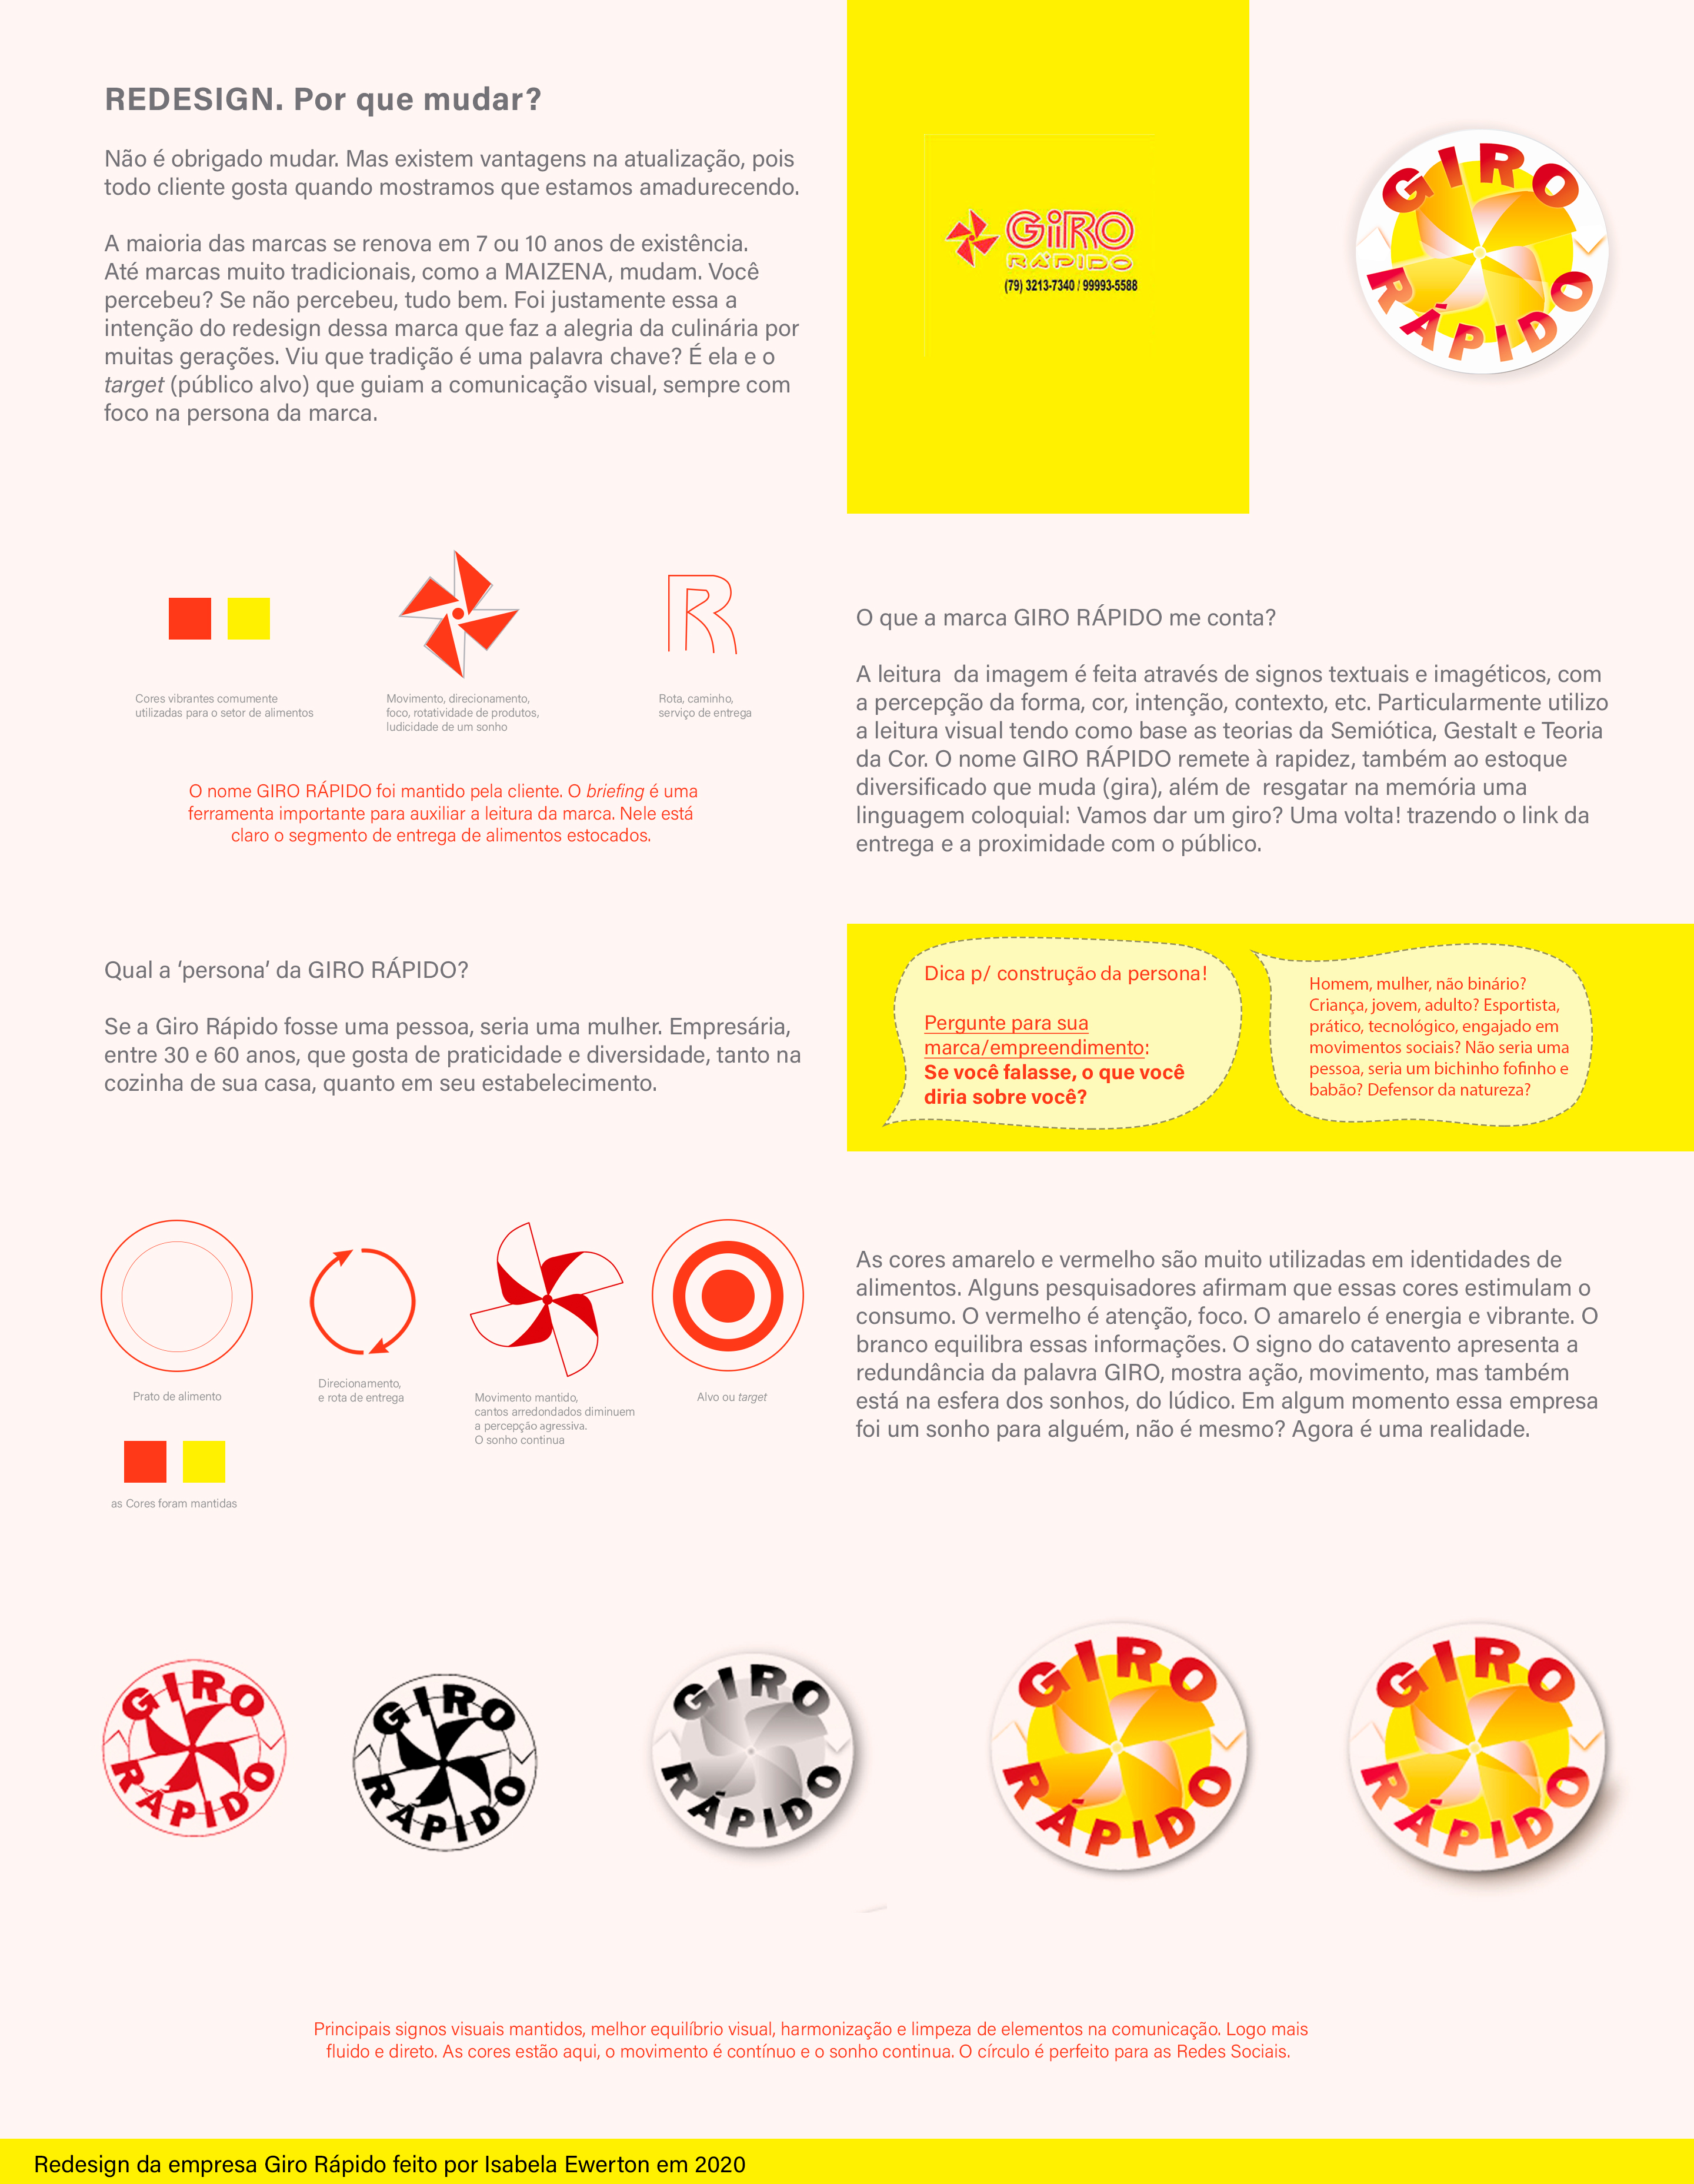 REDESIGN. Por que mudar?
Não é obrigado mudar. Mas existem vantagens na atualização, pois
todo cliente gosta quando mostramos que estamos amadurecendo.
A maioria das marcas se renova em 7 ou 10 anos de existência.
Até marcas muito tradicionais, como a MAIZENA, mudam. Você
percebeu? Se não percebeu, tudo bem. Foi justamente essa a
intenção do redesign dessa marca que faz a alegria da culinária por
muitas gerações. Viu que tradição é uma palavra chave? É ela e o
target (público alvo) que guiam a comunicação visual, sempre com
foco na persona da marca.
GiRO
RÁPIDO
(79) 3213-7340 / 99993-5588
GIRO
RÁPIDO
R
Cores vibrantes comumente
utilizadas para o setor de alimentos
Movimento, direcionamento,
foco, rotatividade de produtos,
ludicidade de um sonho
Rota, caminho,
serviço de entrega
O nome GIRO RÁPIDO foi mantido pela cliente. O briefing é uma
ferramenta importante para auxiliar a leitura da marca. Nele está
claro o segmento de entrega de alimentos estocados.
O que a marca GIRO RÁPIDO me conta?
A leitura  da imagem é feita através de signos textuais e imagéticos, com
a percepção da forma, cor, intenção, contexto, etc. Particularmente utilizo
a leitura visual tendo como base as teorias da Semiótica, Gestalt e Teoria
da Cor. O nome GIRO RÁPIDO remete à rapidez, também ao estoque
diversificado que muda (gira), além de  resgatar na memória uma
linguagem coloquial: Vamos dar um giro? Uma volta! trazendo o link da
entrega e a proximidade com o público.
Qual a ‘persona’ da GIRO RÁPIDO?
Se a Giro Rápido fosse uma pessoa, seria uma mulher. Empresária,
entre 30 e 60 anos, que gosta de praticidade e diversidade, tanto na
cozinha de sua casa, quanto em seu estabelecimento.
Dica p/ construção da persona!
Pergunte para sua
marca/empreendimento:
Se você falasse, o que você
diria sobre você?
Homem, mulher, não binário?
Criança, jovem, adulto? Esportista,
prático, tecnológico, engajado em
movimentos sociais? Não seria uma
pessoa, seria um bichinho fofinho e
babão? Defensor da natureza?
Prato de alimento
Direcionamento,
e rota de entrega
Movimento mantido,
cantos arredondados diminuem
a percepção agressiva.
O sonho continua
Alvo ou target
as Cores foram mantidas
As cores amarelo e vermelho são muito utilizadas em identidades de
alimentos. Alguns pesquisadores afirmam que essas cores estimulam o
consumo. O vermelho é atenção, foco. O amarelo é energia e vibrante. O
branco equilibra essas informações. O signo do catavento apresenta a
redundância da palavra GIRO, mostra ação, movimento, mas também
está na esfera dos sonhos, do lúdico. Em algum momento essa empresa
foi um sonho para alguém, não é mesmo? Agora é uma realidade.
GIRO
RÁPIDO
GIRO
RÁPIDO
GIRO
RÁPIDO
GIRO
RÁPIDO
GIRO
RÁPIDO
Principais signos visuais mantidos, melhor equilíbrio visual, harmonização e limpeza de elementos na comunicação. Logo mais
fluido e direto. As cores estão aqui, o movimento é contínuo e o sonho continua. O círculo é perfeito para as Redes Sociais.
Redesign da empresa Giro Rápido feito por Isabela Ewerton em 2020